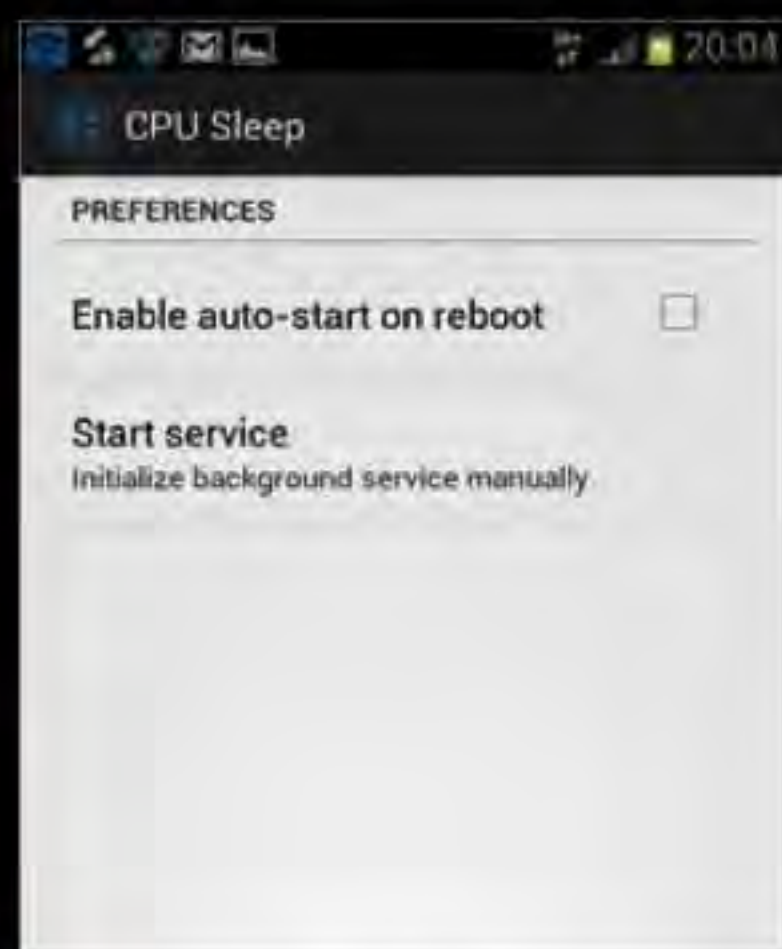 20:04
CPU Sleep
PREFERENCES
Enable auto-start on reboot
Start service
Initialize background service manually